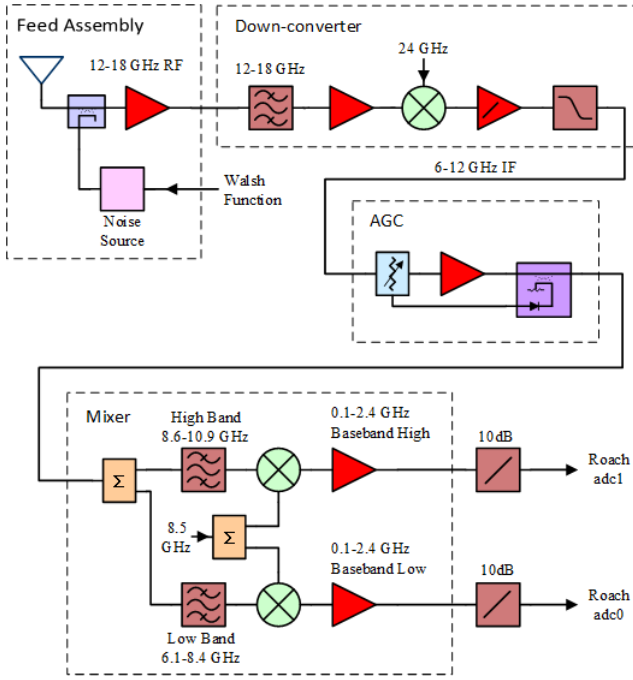 Feed Assembly
12-18 GHz RF
Noise
Source
Walsh
Function
Down-converter
12-18 GHz
24 GHz
6-12 GHz IF
AGC
Mixer
High Band
8.6-10.9 GHz
0.1-2.4 GHz
Baseband High
10dB
Roach
adc1
Σ
8.5
GHz
Σ
0.1-2.4 GHz
Baseband Low
10dB
Roach
adc0
Low Band
6.1-8.4 GHz